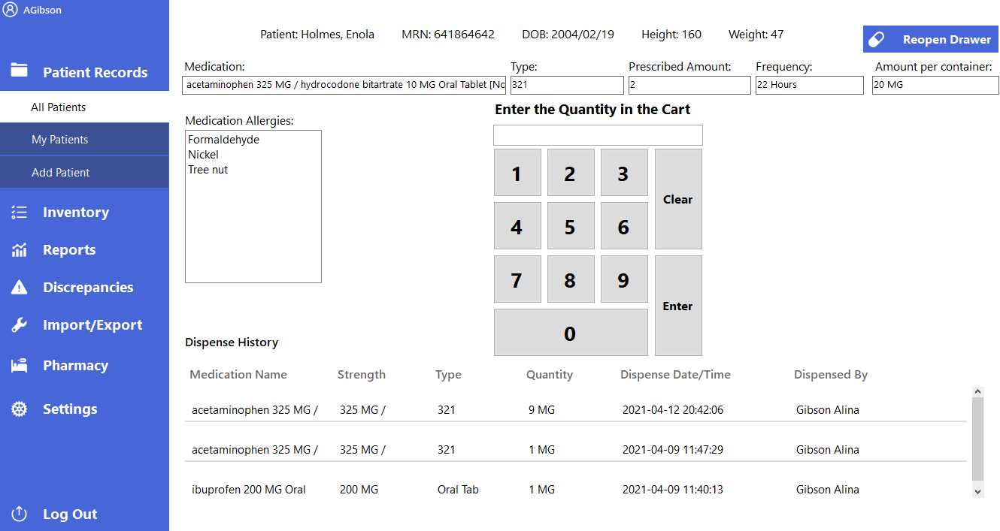 AGibson
Patient Records
All Patients
My Patients
Add Patient
Inventory
Reports
Discrepancies
Import/Export
Pharmacy
Settings
Log Out
Patient: Holmes, Enola MRN: 641864642 DOB: 2004/02/19 Height: 160 Weight: 47
Reopen Drawer
Medication: Type: Prescribed Amount: Frequency: Amount per container:
acetaminophen 325 MG / hydrocodone bitartrate 10 MG Oral Tablet [Nc 321 2 22 Hours 20 MG
Enter the Quantity in the Cart
Medication Allergies:
Formaldehyde
Nickel
Tree nut
1 2 3
Clear
4 5 6
7 8 9
Enter
0
Dispense History
Medication Name Strength Type Quantity Dispense Date/Time Dispensed By
acetaminophen 325 MG / 325 MG / 321 9 MG 2021-04-12 20:42:06 Gibson Alina
acetaminophen 325 MG / 325 MG / 321 1 MG 2021-04-09 11:47:29 Gibson Alina
ibuprofen 200 MG Oral 200 MG Oral Tab 1 MG 2021-04-09 11:40:13 Gibson Alina